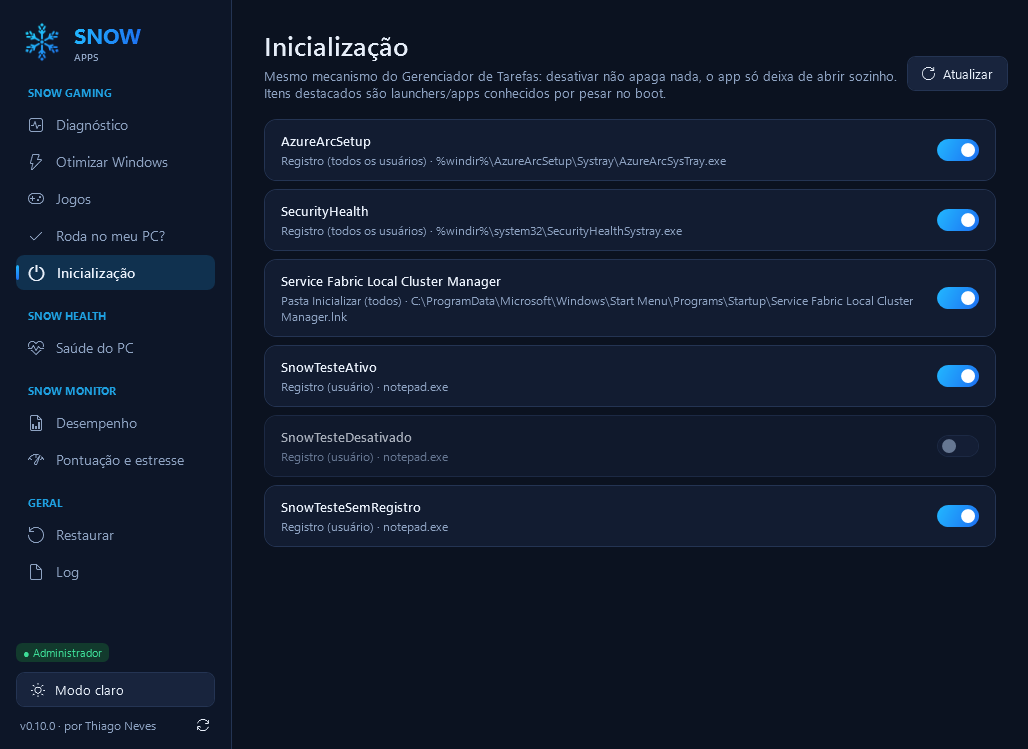 SNOW
APPS
SNOW GAMING
Diagnóstico
Otimizar Windows
Jogos
Roda no meu PC?
Inicialização
SNOW HEALTH
Saúde do PC
SNOW MONITOR
Desempenho
Pontuação e estresse
GERAL
Restaurar
Log
Administrador
Modo claro
v0.10.0 · por Thiago Neves
Inicialização
Mesmo mecanismo do Gerenciador de Tarefas: desativar não apaga nada, o app só deixa de abrir sozinho.
Itens destacados são launchers/apps conhecidos por pesar no boot.
Atualizar
AzureArcSetup
Registro (todos os usuários) · %windir%\AzureArcSetup\Systray\AzureArcSysTray.exe
SecurityHealth
Registro (todos os usuários) · %windir%\system32\SecurityHealthSystray.exe
Service Fabric Local Cluster Manager
Pasta Inicializar (todos) · C:\ProgramData\Microsoft\Windows\Start Menu\Programs\Startup\Service Fabric Local Cluster
Manager.lnk
SnowTesteAtivo
Registro (usuário) · notepad.exe
SnowTesteDesativado
Registro (usuário) · notepad.exe
SnowTesteSemRegistro
Registro (usuário) · notepad.exe